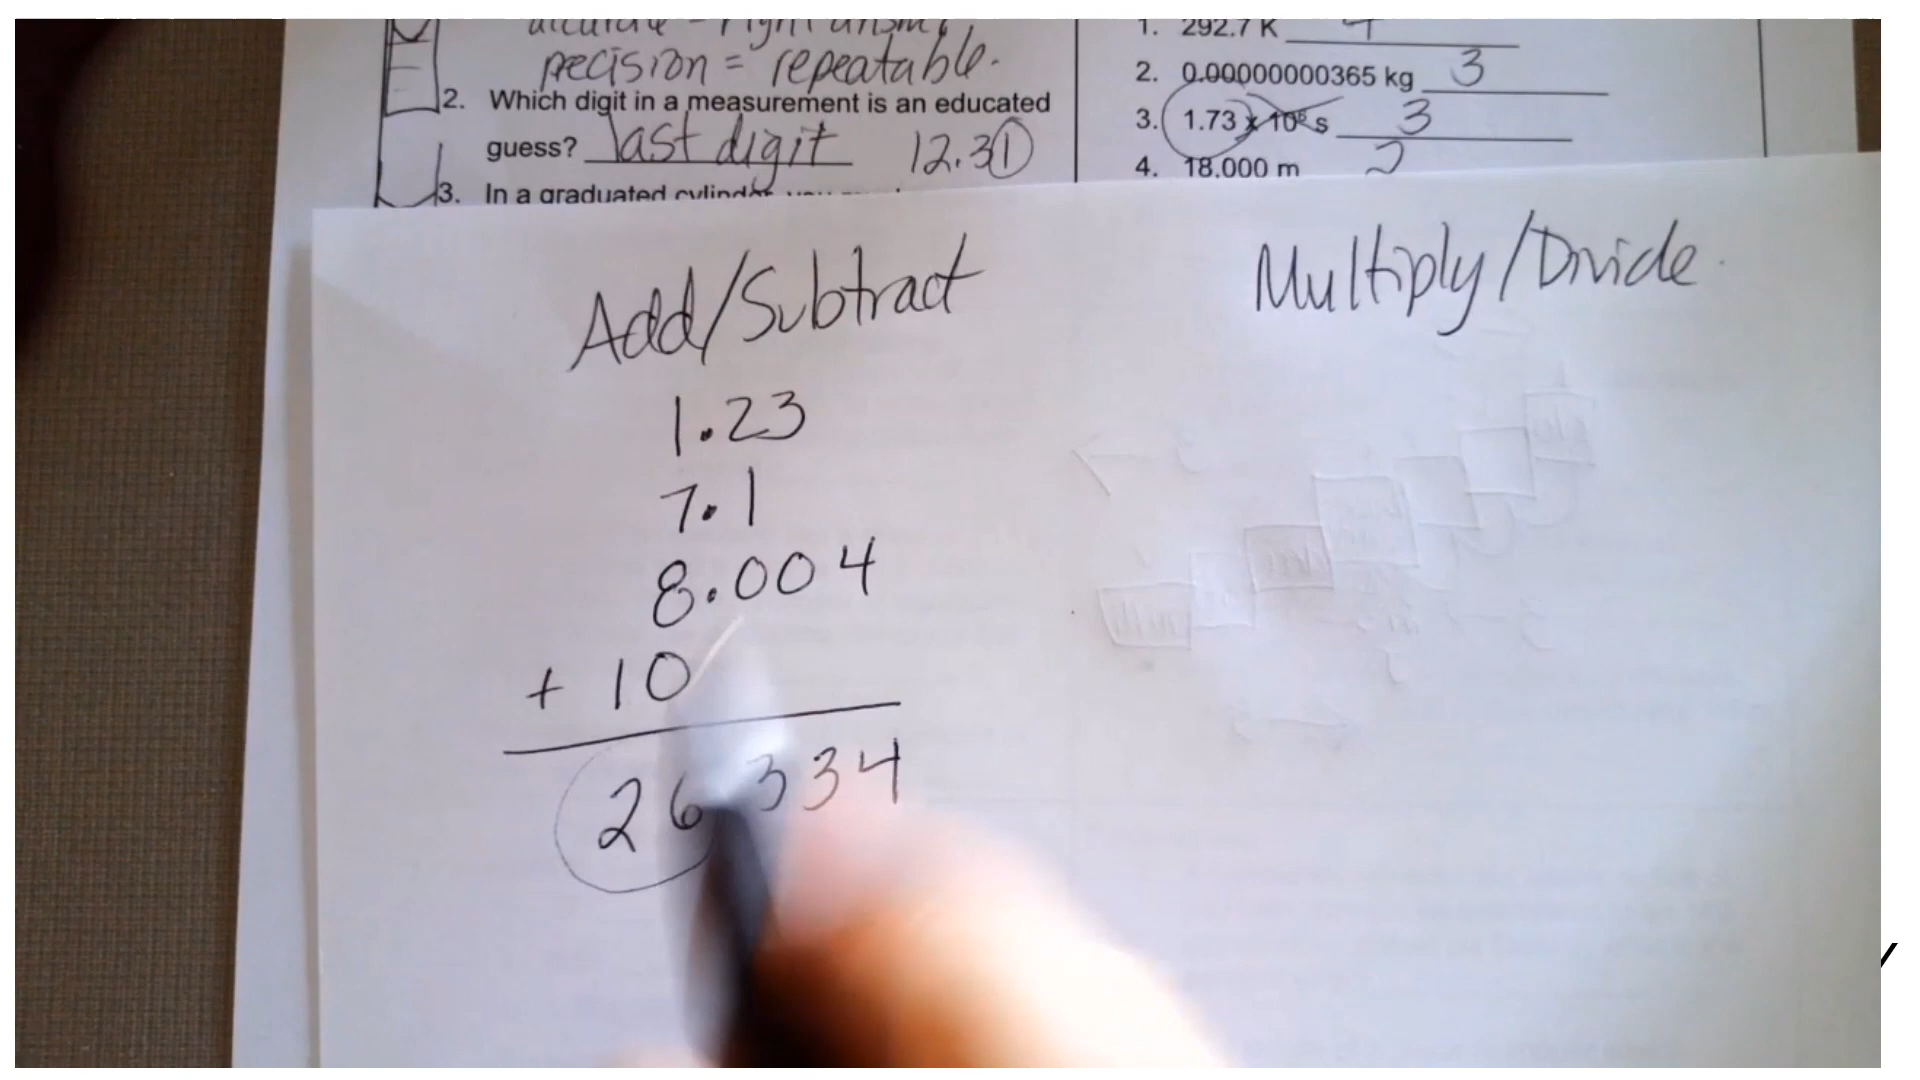 precision = repeatable.
2. Which digit in a measurement is an educated
guess? last digit 12.31
3. In a graduated cylinder
1. 292.7 K 4
2. 0.00000000365 kg 3
3. 1.73 x 10⁶ s 3
4. 18.000 m
Add/Subtract
1.23
7.1
8.004
+ 10
26 334
Multiply/Divide